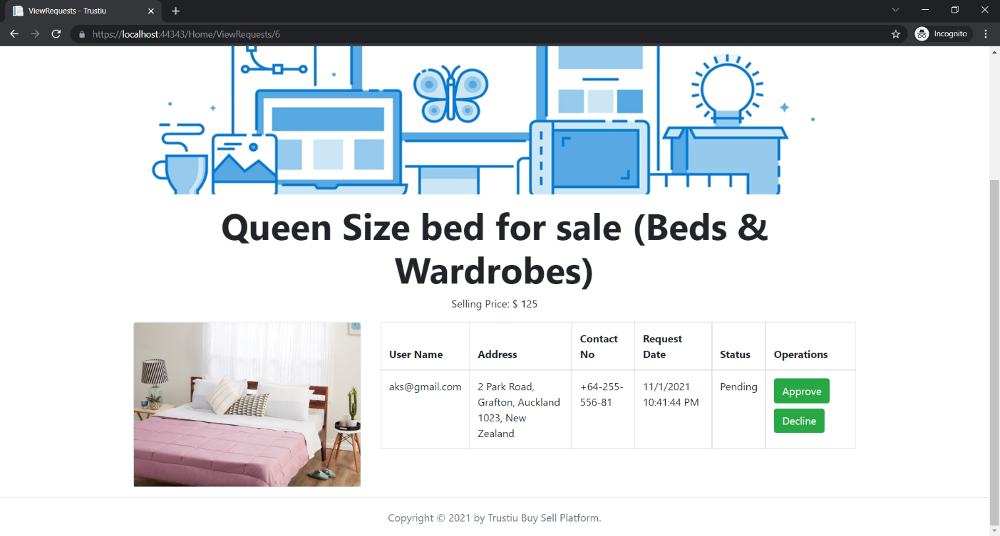 ViewRequests - Trustiu
https://localhost:44343/Home/ViewRequests/6
Incognito
Queen Size bed for sale (Beds &
Wardrobes)
Selling Price: $ 125
User Name
Address
Contact
No
Request
Date
Status
Operations
aks@gmail.com
2 Park Road,
Grafton, Auckland
1023, New
Zealand
+64-255-
556-81
11/1/2021
10:41:44 PM
Pending
Approve
Decline
Copyright © 2021 by Trustiu Buy Sell Platform.